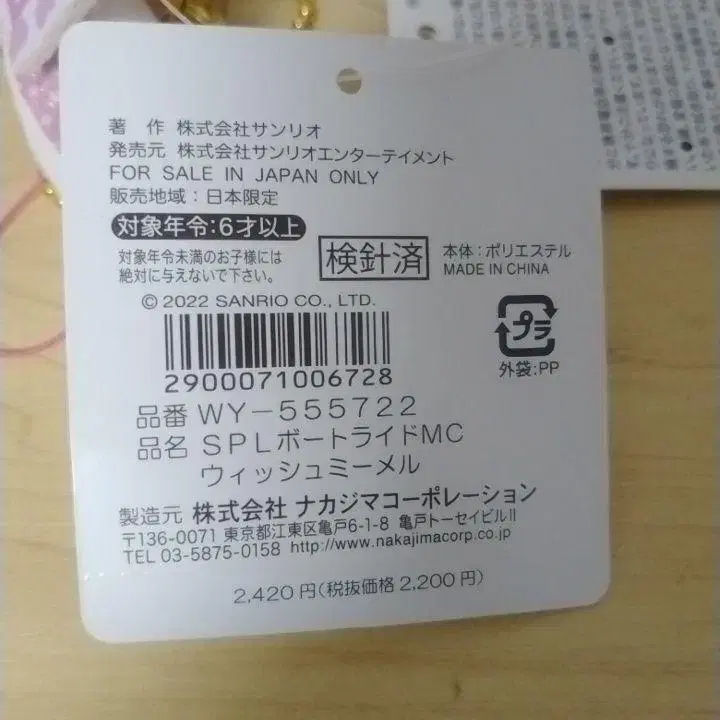 著 作 株式会社サンリオ
発売元 株式会社サンリオエンターテイメント
FOR SALE IN JAPAN ONLY
販売地域：日本限定
対象年令：6才以上
対象年令未満のお子様には
絶対に与えないで下さい。
検針済
本体：ポリエステル
MADE IN CHINA
© 2022 SANRIO CO., LTD.
プラ
外袋：PP
2900071006728
品番 WY－555722
品名 SPLボートライドMC
ウィッシュミーメル
製造元 株式会社 ナカジマコーポレーション
〒136-0071 東京都江東区亀戸6-1-8 亀戸トーセイビルⅡ
TEL 03-5875-0158 http://www.nakajimacorp.co.jp
2,420円（税抜価格 2,200円）